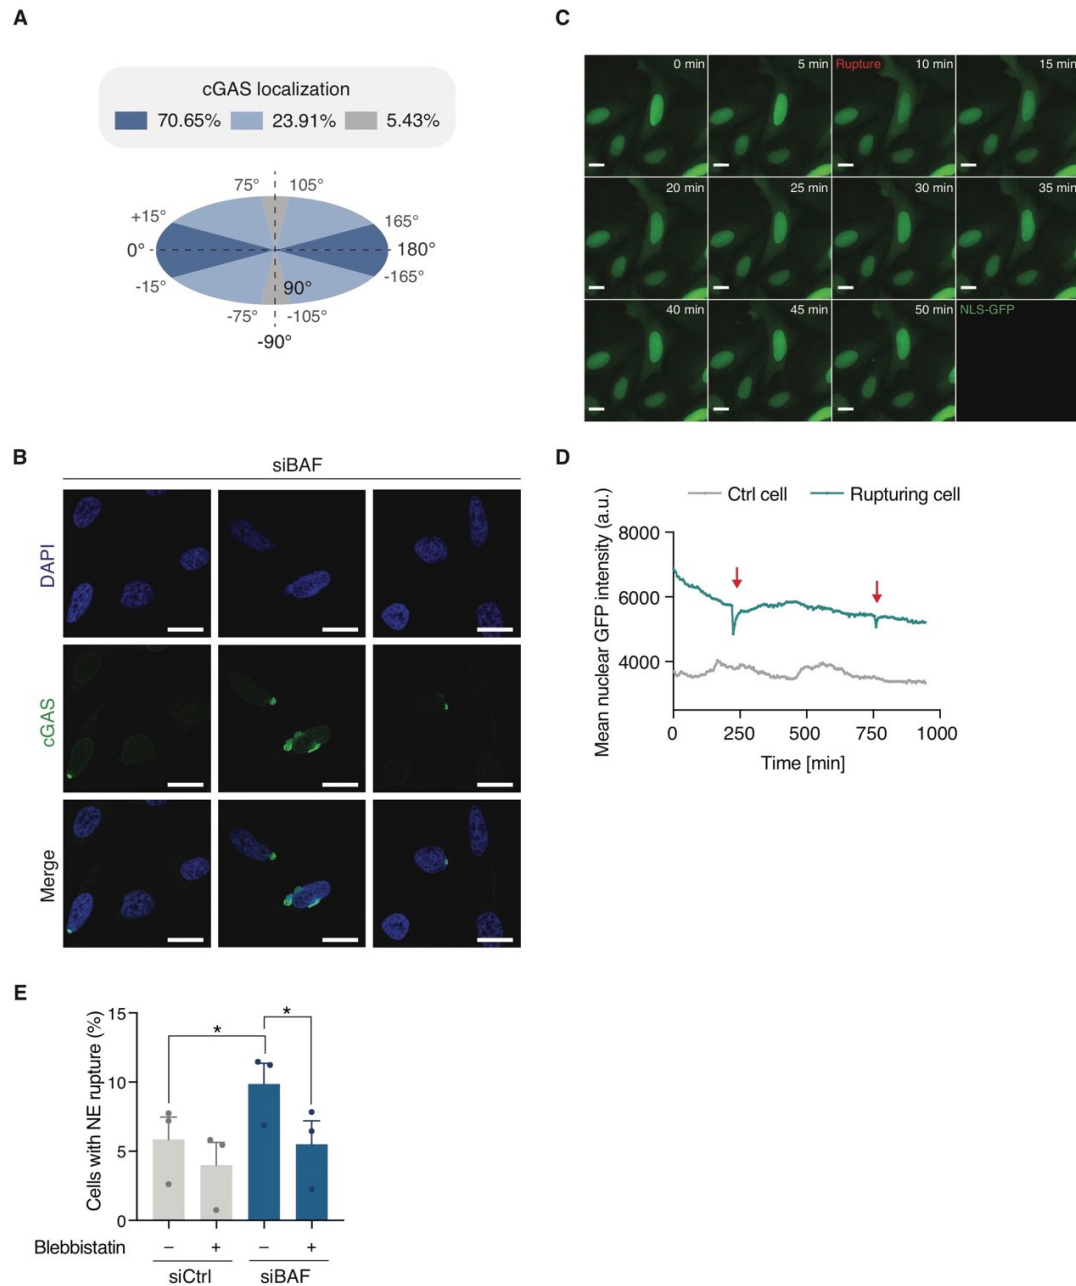 A
cGAS localization
70.65% 23.91% 5.43%
75° 105°
+15° 165°
0° 180°
-15° -165°
90°
-75° -105°
-90°
B
siBAF
DAPI
cGAS
Merge
C
0 min 5 min Rupture 10 min 15 min
20 min 25 min 30 min 35 min
40 min 45 min 50 min NLS-GFP
D
Ctrl cell Rupturing cell
Mean nuclear GFP intensity (a.u.)
8000
6000
4000
0 250 500 750 1000
Time [min]
E
Cells with NE rupture (%)
15
10
5
0
* *
Blebbistatin – + – +
siCtrl siBAF